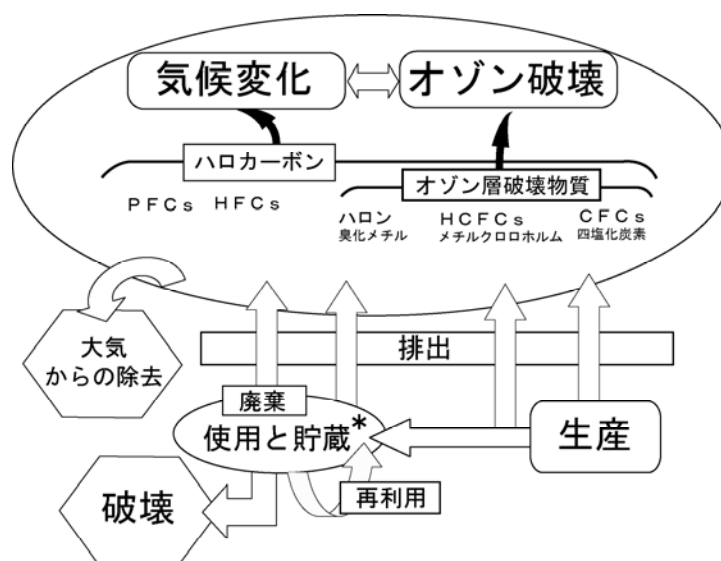 気候変化
オゾン破壊
ハロカーボン
オゾン層破壊物質
ＰＦＣｓ ＨＦＣｓ
ハロン
臭化メチル
ＨＣＦＣｓ
メチルクロロホルム
ＣＦＣｓ
四塩化炭素
大気
からの除去
排出
廃棄
使用と貯蔵*
生産
再利用
破壊